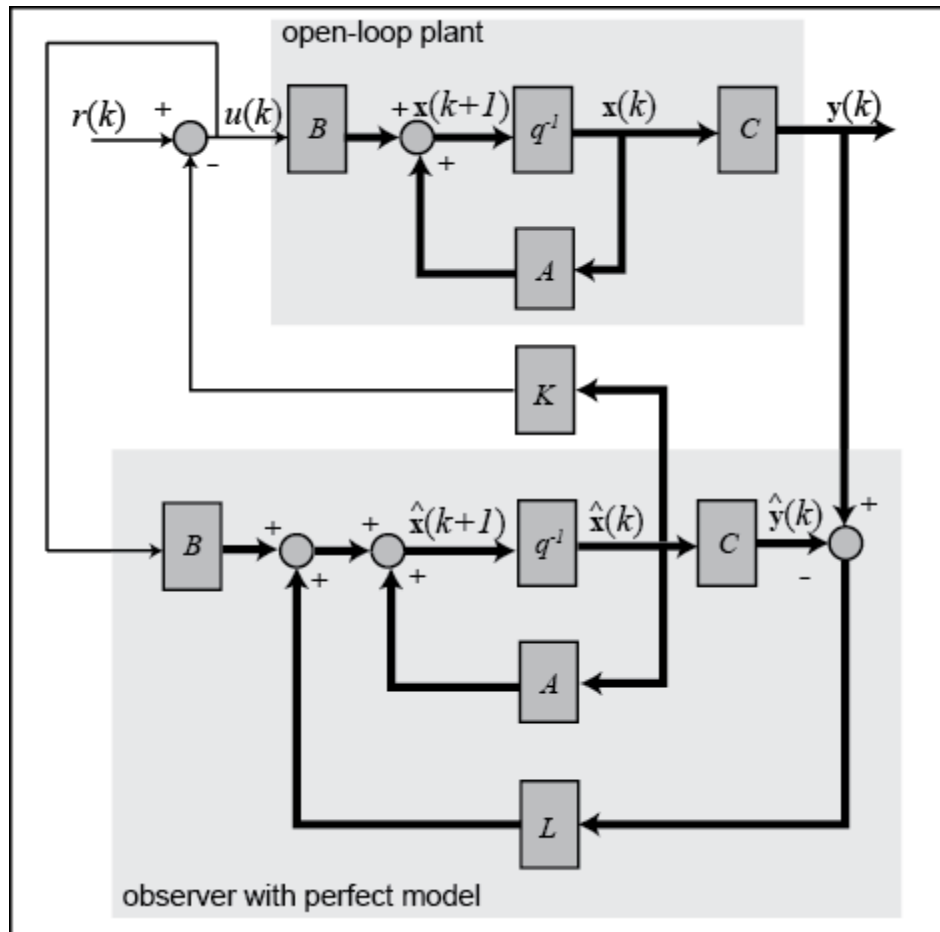 open-loop plant
r(k)
+
-
u(k)
B
+
+
x(k+1)
q-1
x(k)
C
y(k)
A
K
B
+
+
+
+
x̂(k+1)
q-1
x̂(k)
C
ŷ(k)
+
-
A
L
observer with perfect model